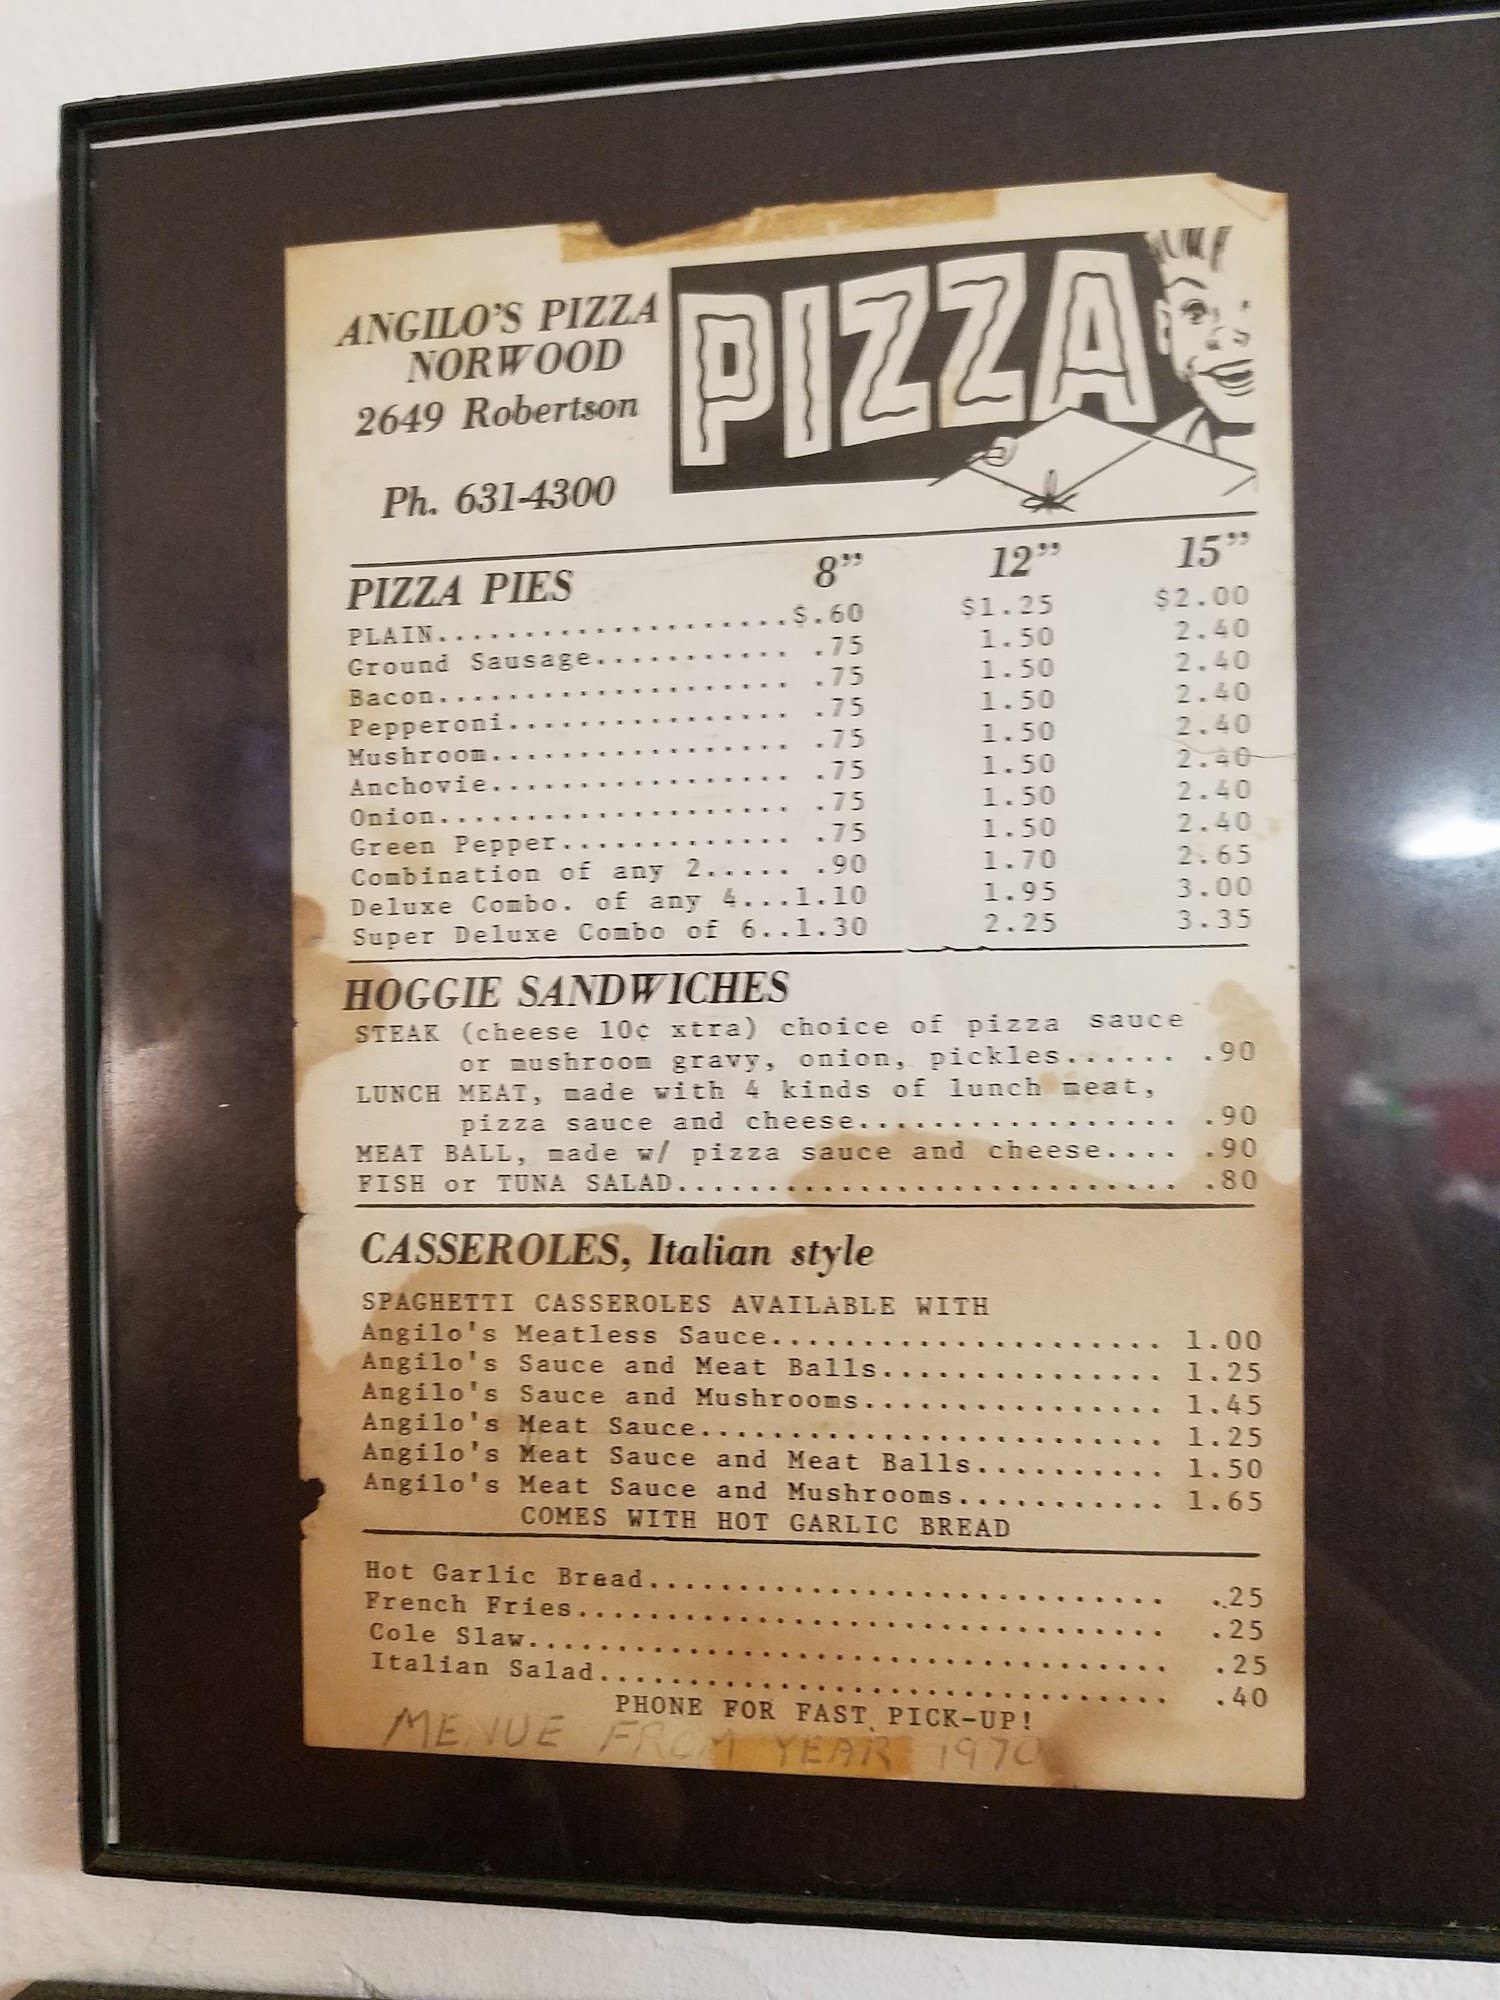 ANGILO'S PIZZA
NORWOOD
2649 Robertson
Ph. 631-4300
PIZZA
PIZZA PIES 8” 12” 15”
PLAIN....................$.60 $1.25 $2.00
Ground Sausage........... .75 1.50 2.40
Bacon.................... .75 1.50 2.40
Pepperoni................ .75 1.50 2.40
Mushroom................. .75 1.50 2.40
Anchovie................. .75 1.50 2.40
Onion.................... .75 1.50 2.40
Green Pepper............. .75 1.50 2.40
Combination of any 2..... .90 1.70 2.65
Deluxe Combo. of any 4...1.10 1.95 3.00
Super Deluxe Combo of 6..1.30 2.25 3.35
HOGGIE SANDWICHES
STEAK (cheese 10¢ xtra) choice of pizza sauce
or mushroom gravy, onion, pickles...... .90
LUNCH MEAT, made with 4 kinds of lunch meat,
pizza sauce and cheese.................. .90
MEAT BALL, made w/ pizza sauce and cheese.... .90
FISH or TUNA SALAD............................ .80
CASSEROLES, Italian style
SPAGHETTI CASSEROLES AVAILABLE WITH
Angilo's Meatless Sauce...................... 1.00
Angilo's Sauce and Meat Balls................ 1.25
Angilo's Sauce and Mushrooms................. 1.45
Angilo's Meat Sauce.......................... 1.25
Angilo's Meat Sauce and Meat Balls........... 1.50
Angilo's Meat Sauce and Mushrooms............ 1.65
COMES WITH HOT GARLIC BREAD
Hot Garlic Bread.............................. .25
French Fries.................................. .25
Cole Slaw..................................... .25
Italian Salad................................. .40
PHONE FOR FAST PICK-UP!
MENUE FROM YEAR 1970